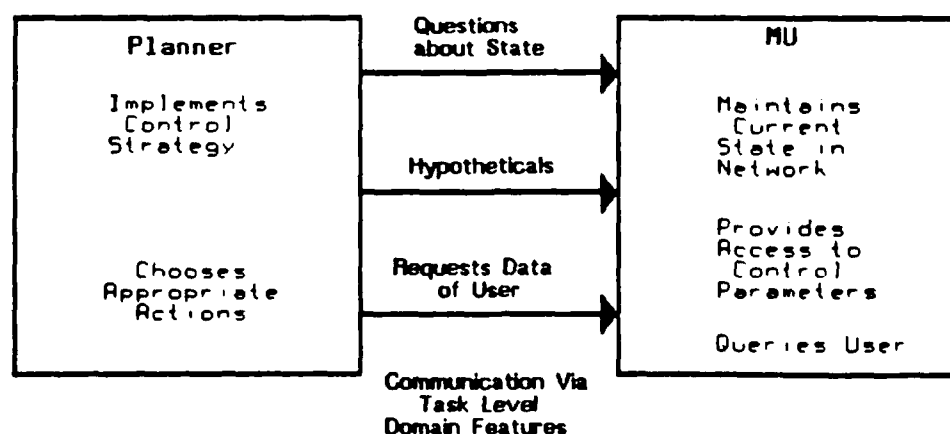 Planner
Implements
Control
Strategy
Chooses
Appropriate
Actions
Questions
about State
Hypotheticals
Requests Data
of User
Communication Via
Task Level
Domain Features
MU
Maintains
Current
State in
Network
Provides
Access to
Control
Parameters
Queries User